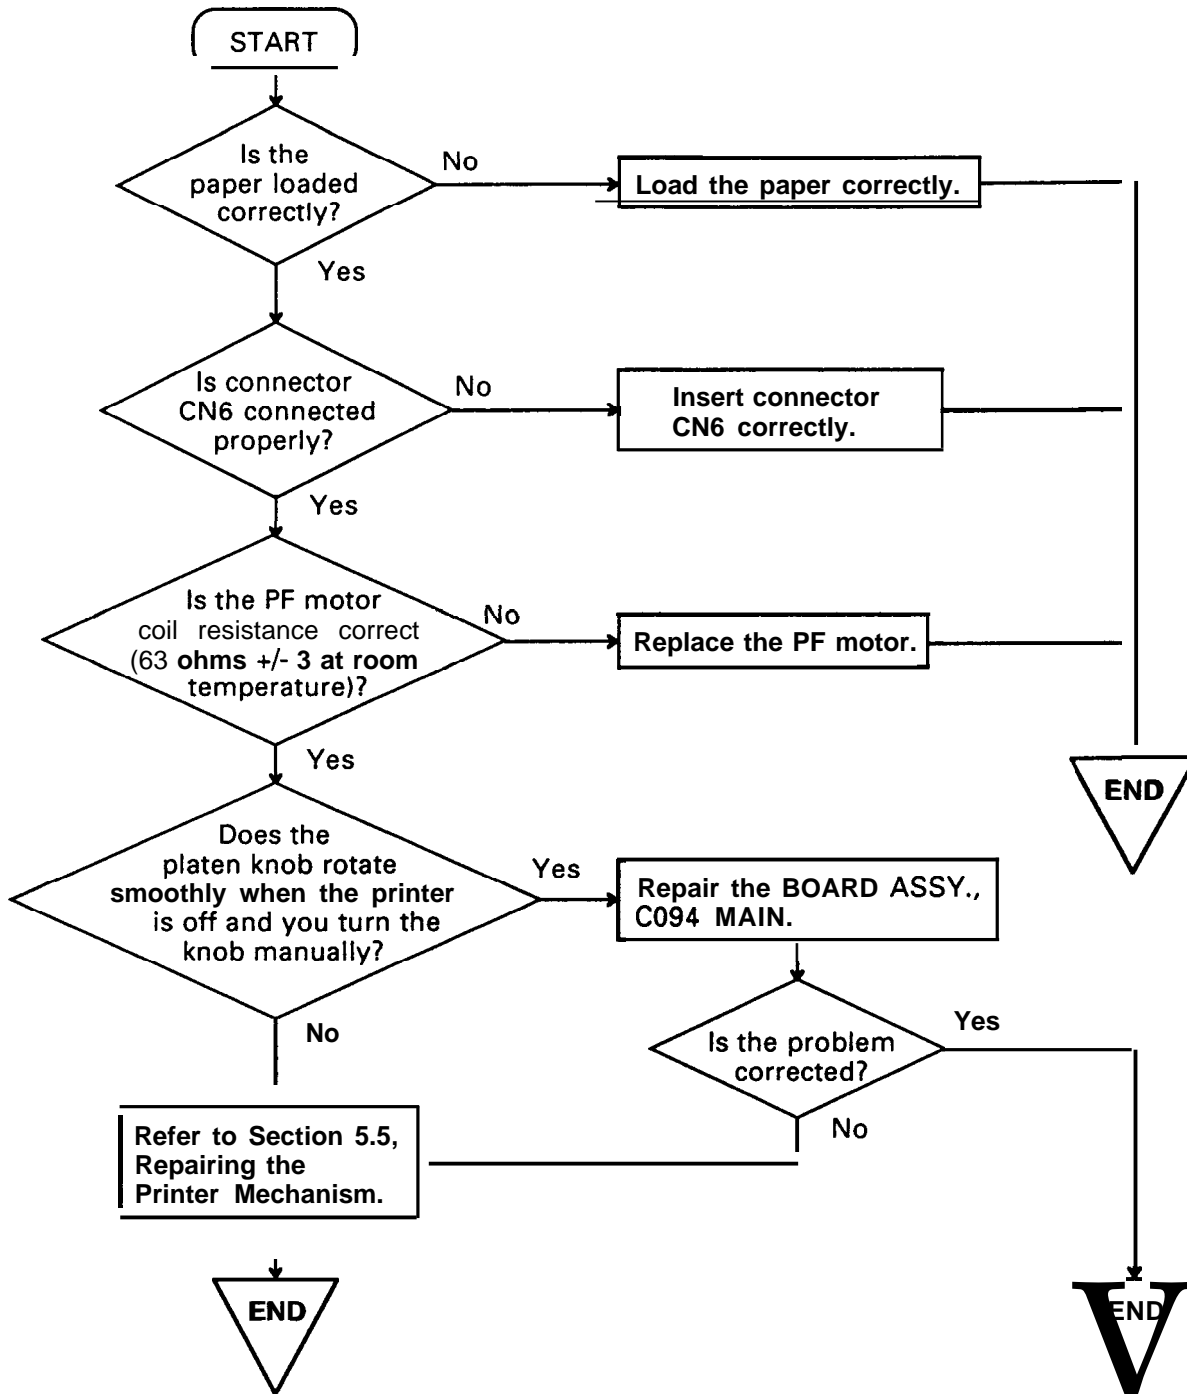 START
Is the
paper loaded
correctly?
No
Load the paper correctly.
Yes
Is connector
CN6 connected
properly?
No
Insert connector
CN6 correctly.
Yes
Is the PF motor
coil resistance correct
(63 ohms +/- 3 at room
temperature)?
No
Replace the PF motor.
Yes
END
Does the
platen knob rotate
smoothly when the printer
is off and you turn the
knob manually?
Yes
Repair the BOARD ASSY.,
C094 MAIN.
No
Is the problem
corrected?
Yes
No
Refer to Section 5.5,
Repairing the
Printer Mechanism.
END
END